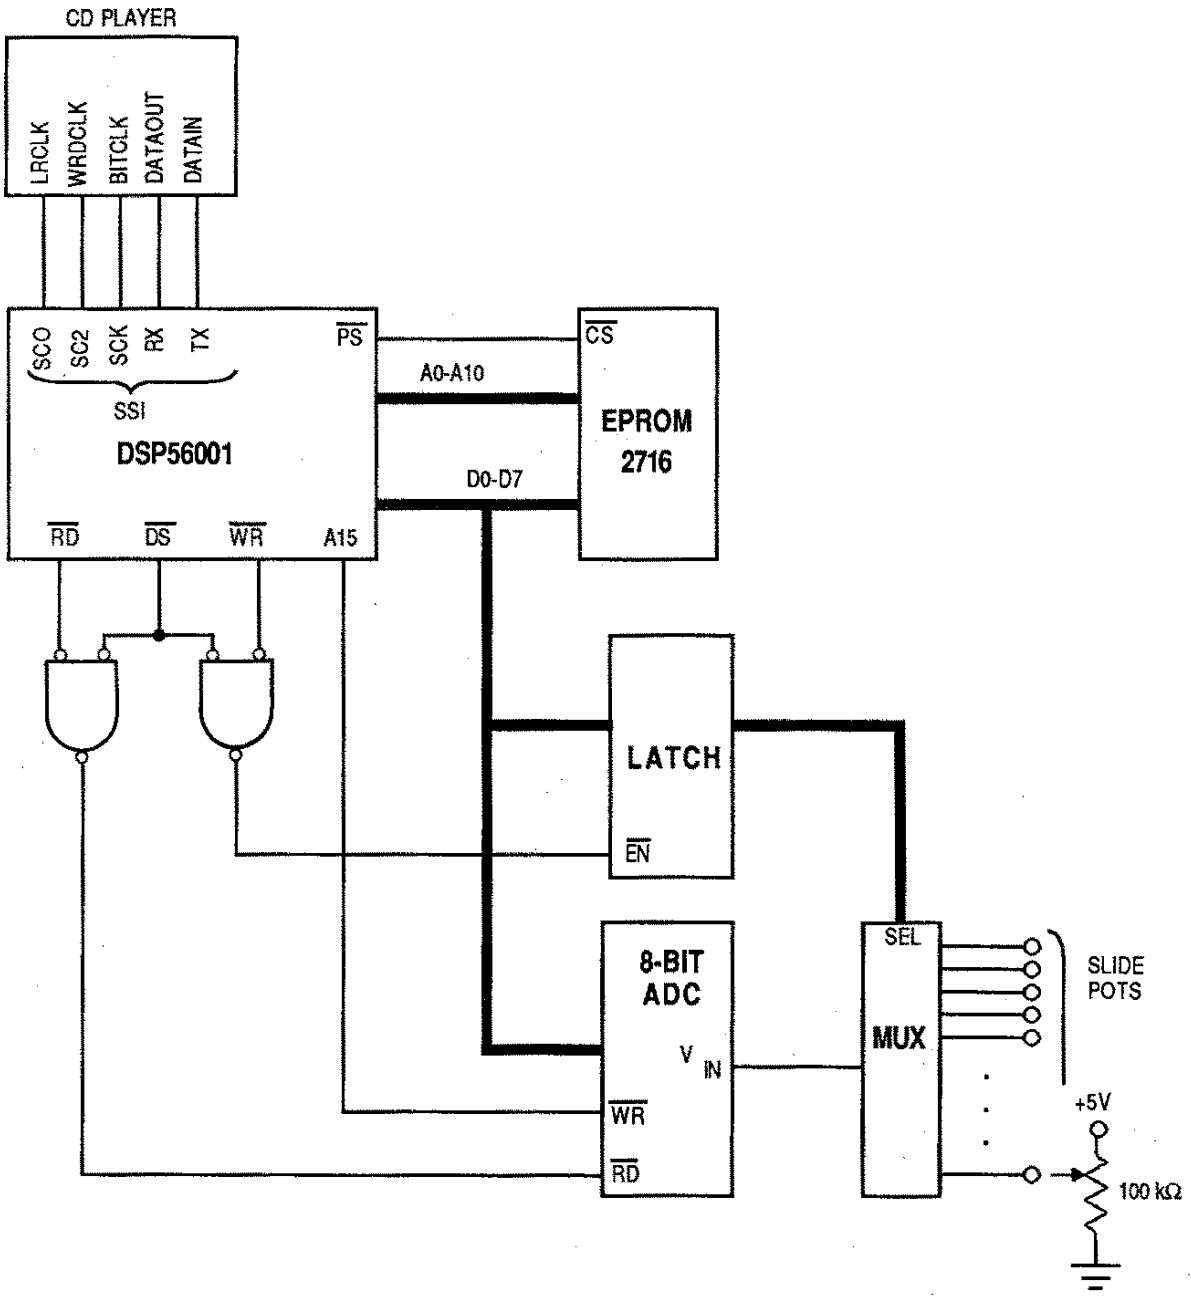 CD PLAYER
LRCLK
WRDCLK
BITCLK
DATAOUT
DATAIN
SCO
SC2
SCK
RX
TX
SSI
DSP56001
PS
A0-A10
D0-D7
CS
EPROM
2716
RD
DS
WR
A15
LATCH
EN
8-BIT
ADC
V IN
WR
RD
SEL
MUX
SLIDE
POTS
+5V
100 kΩ